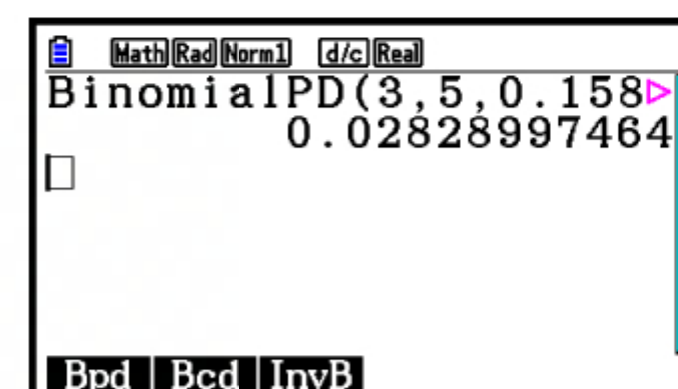 Math Rad Norm1 d/c Real
BinomialPD(3,5,0.158
0.02828997464
Bpd Bcd InvB